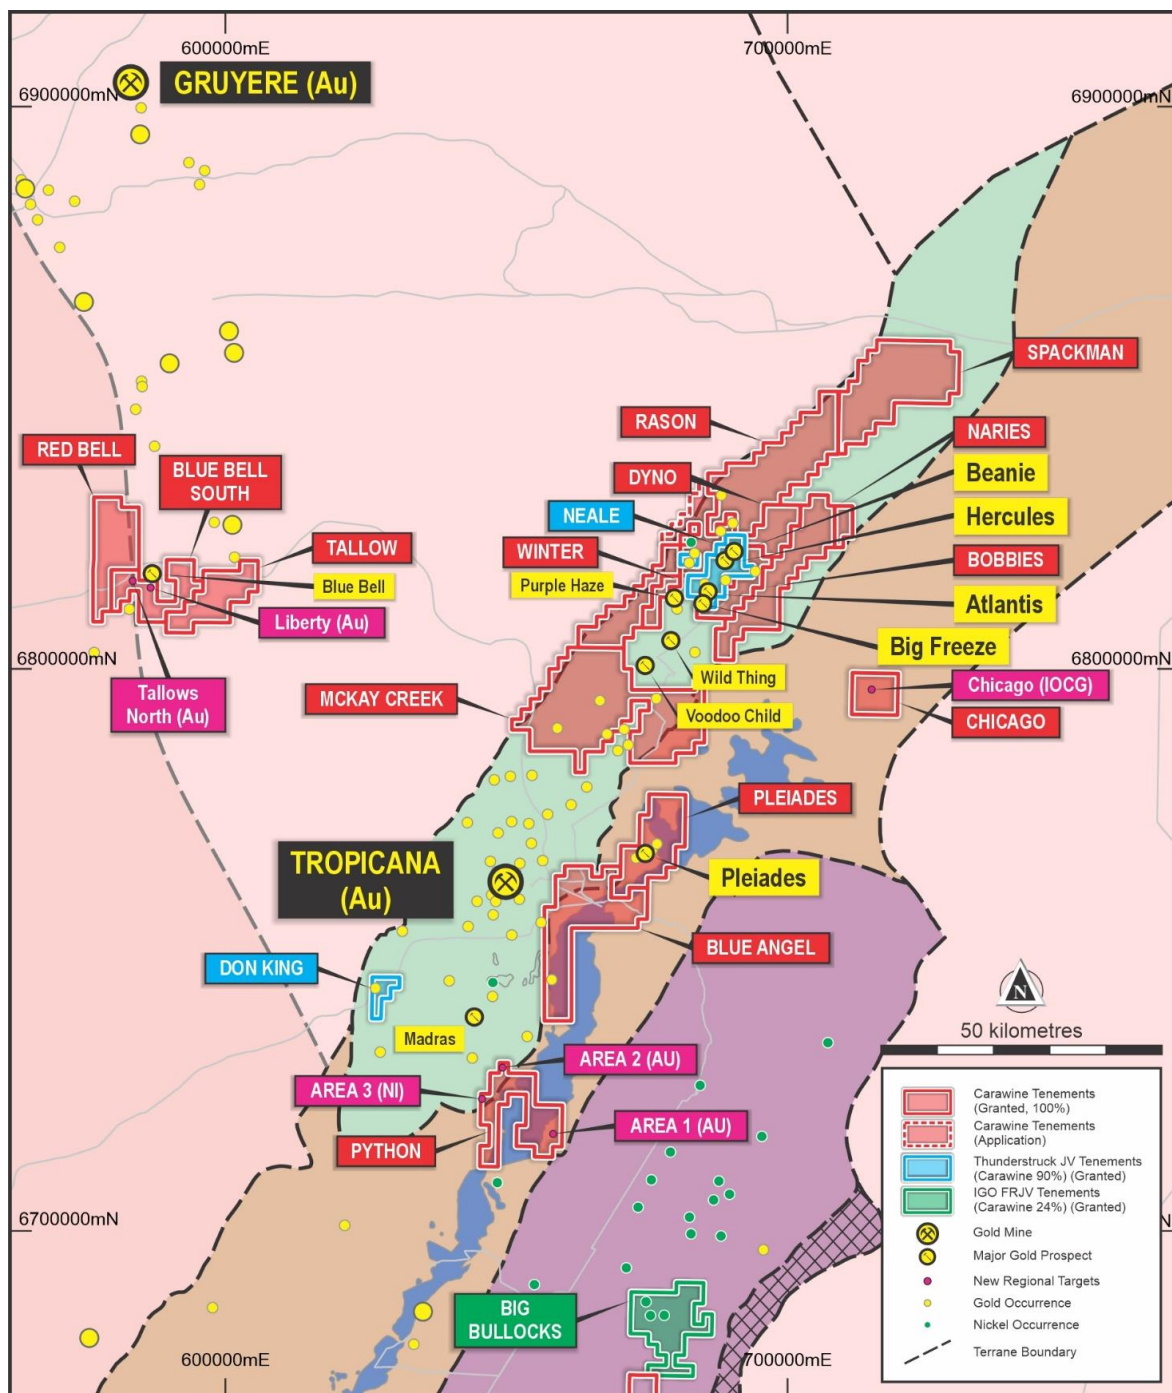 600000mE
700000mE
6900000mN
6900000mN
GRUYERE (Au)
SPACKMAN
RASON
NARIES
RED BELL
BLUE BELL
SOUTH
DYNO
Beanie
NEALE
Hercules
TALLOW
WINTER
BOBBIES
Blue Bell
Purple Haze
Atlantis
Liberty (Au)
Big Freeze
6800000mN
6800000mN
Wild Thing
Tallows
North (Au)
MCKAY CREEK
Chicago (IOCG)
Voodoo Child
CHICAGO
PLEIADES
TROPICANA
(Au)
Pleiades
BLUE ANGEL
DON KING
N
50 kilometres
Madras
AREA 2 (AU)
AREA 3 (NI)
AREA 1 (AU)
PYTHON
6700000mN
BIG
BULLOCKS
600000mE
700000mE
Carawine Tenements
(Granted, 100%)
Carawine Tenements
(Application)
Thunderstruck JV Tenements
(Carawine 90%) (Granted)
IGO FRJV Tenements
(Carawine 24%) (Granted)
Gold Mine
Major Gold Prospect
New Regional Targets
Gold Occurrence
Nickel Occurrence
Terrane Boundary